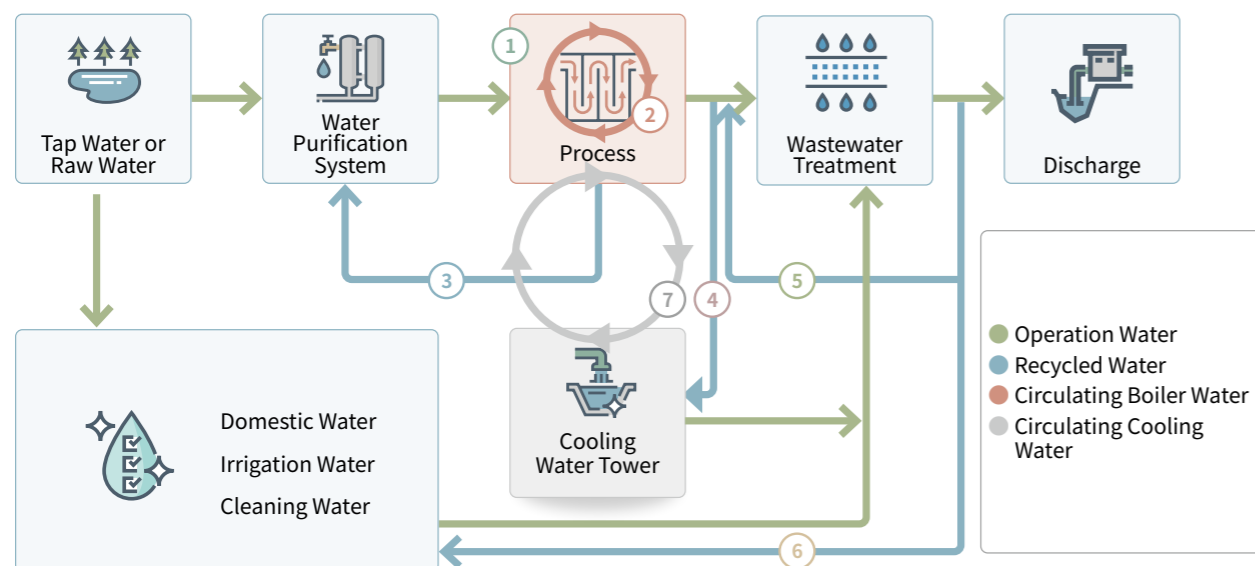 Tap Water or
Raw Water
Water
Purification
System
1
2
Process
Wastewater
Treatment
Discharge
3
7
4
5
Cooling
Water Tower
Domestic Water
Irrigation Water
Cleaning Water
6
Operation Water
Recycled Water
Circulating Boiler Water
Circulating Cooling
Water